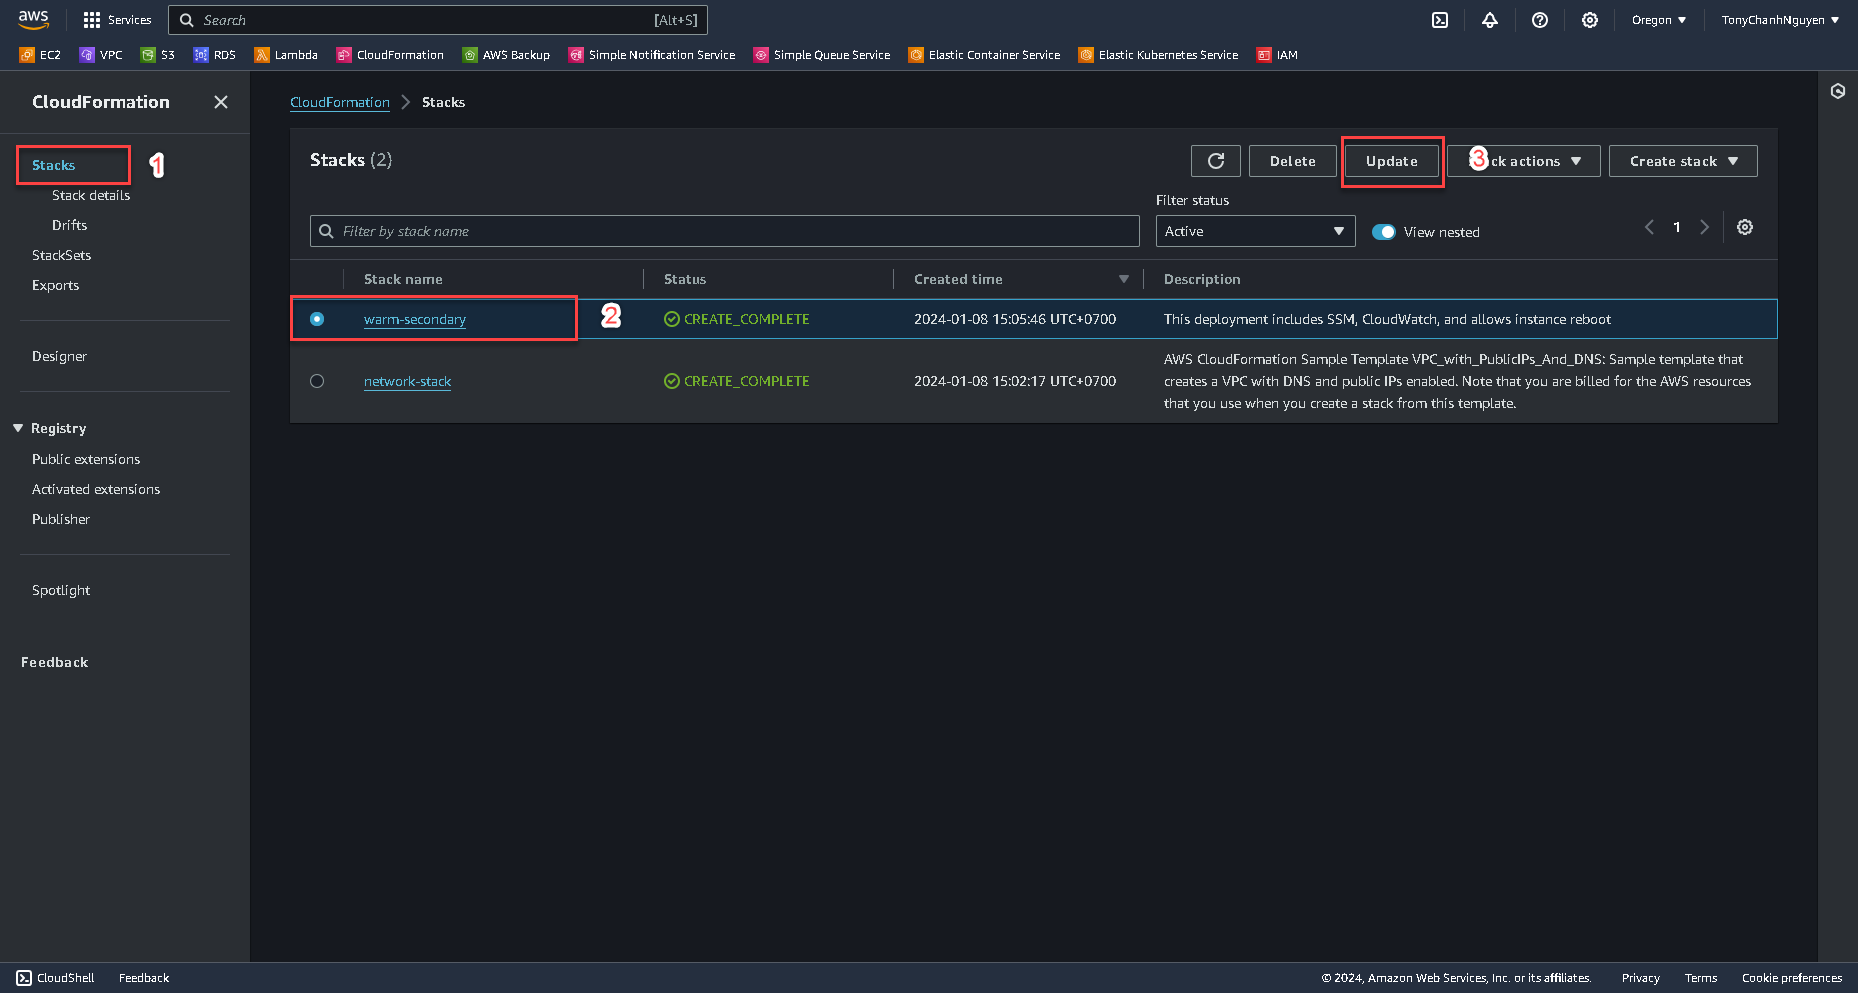 aws
Services
Search
[Alt+S]
Oregon
TonyChanhNguyen
EC2
VPC
S3
RDS
Lambda
CloudFormation
AWS Backup
Simple Notification Service
Simple Queue Service
Elastic Container Service
Elastic Kubernetes Service
IAM
CloudFormation
Stacks
1
Stack details
Drifts
StackSets
Exports
Designer
Registry
Public extensions
Activated extensions
Publisher
Spotlight
Feedback
CloudFormation
Stacks
Stacks (2)
Delete
Update
3
ck actions
Create stack
Filter by stack name
Filter status
Active
View nested
1
Stack name
Status
Created time
Description
warm-secondary
2
CREATE_COMPLETE
2024-01-08 15:05:46 UTC+0700
This deployment includes SSM, CloudWatch, and allows instance reboot
network-stack
CREATE_COMPLETE
2024-01-08 15:02:17 UTC+0700
AWS CloudFormation Sample Template VPC_with_PublicIPs_And_DNS: Sample template that
creates a VPC with DNS and public IPs enabled. Note that you are billed for the AWS resources
that you use when you create a stack from this template.
CloudShell
Feedback
© 2024, Amazon Web Services, Inc. or its affiliates.
Privacy
Terms
Cookie preferences